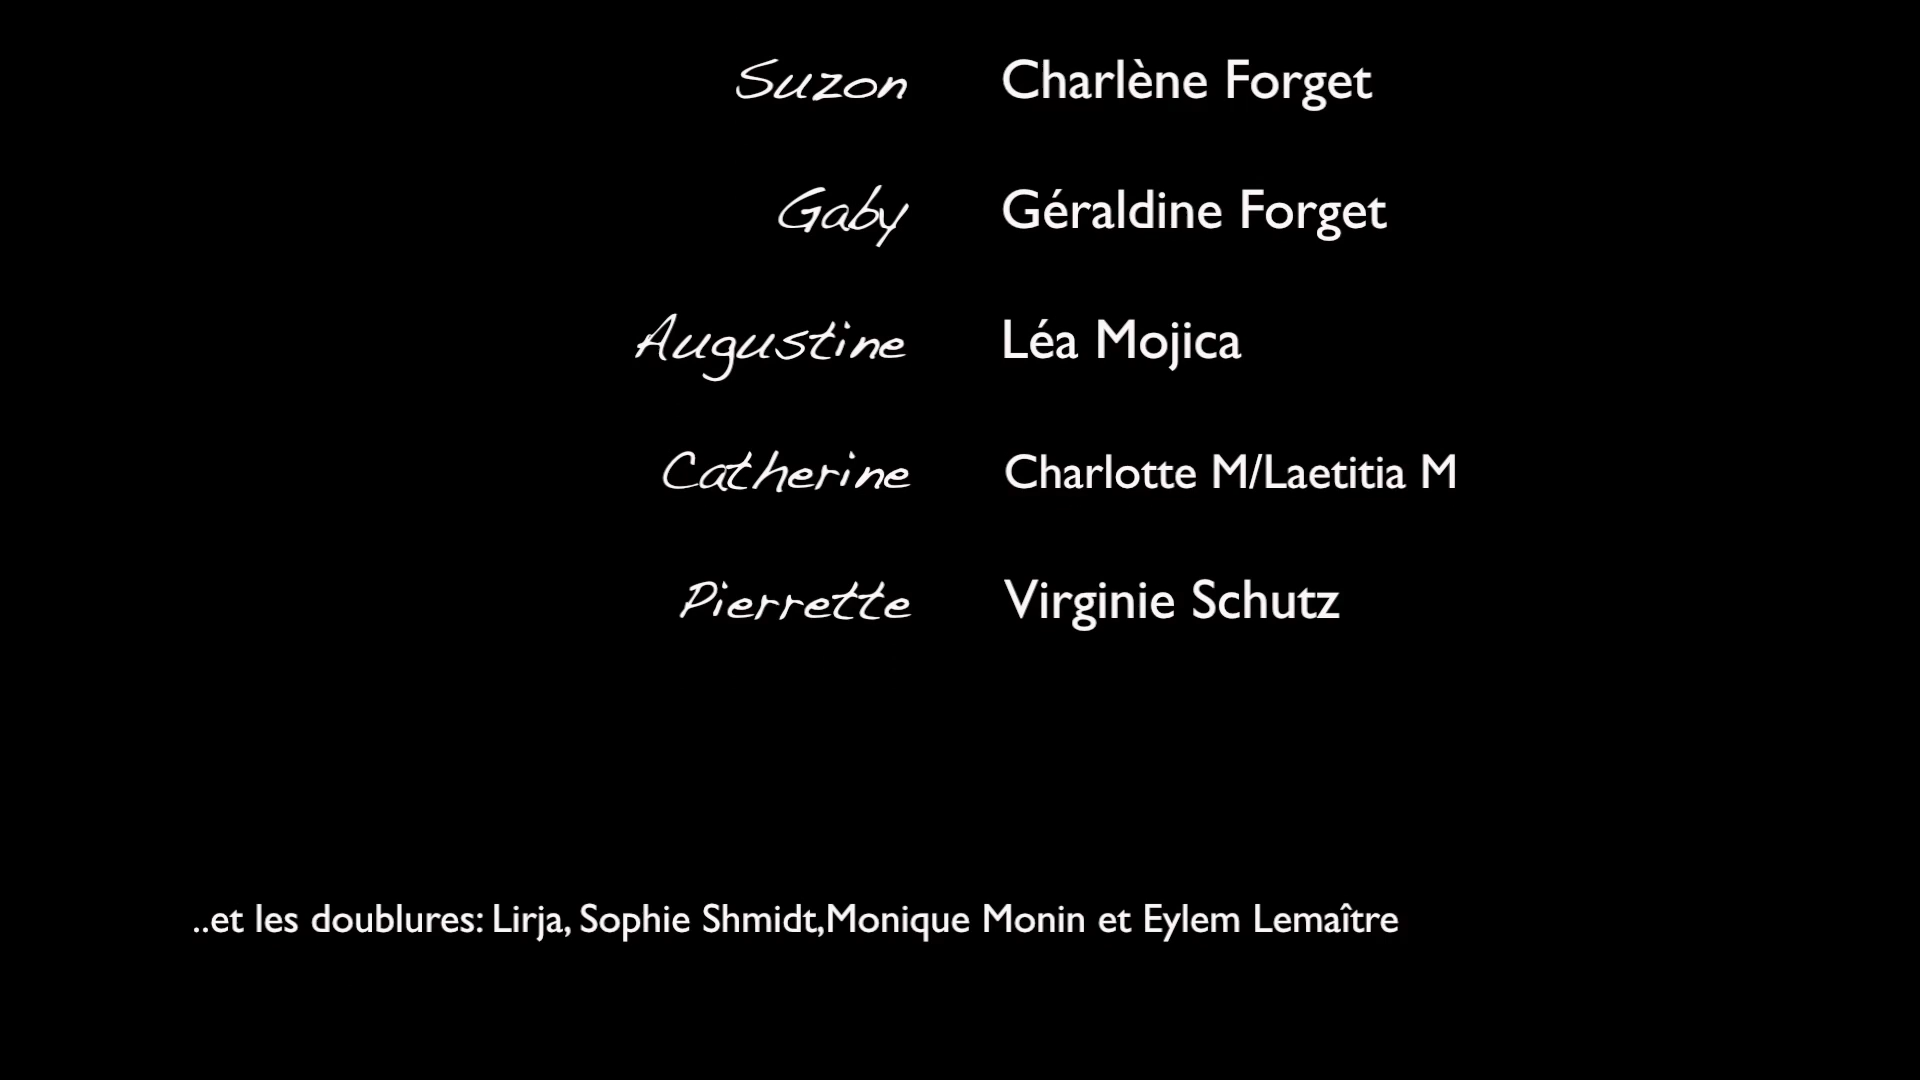 Suzon Charlène Forget
Gaby Géraldine Forget
Augustine Léa Mojica
Catherine Charlotte M/Laetitia M
Pierrette Virginie Schutz
..et les doublures: Lirja, Sophie Shmidt,Monique Monin et Eylem Lemaître